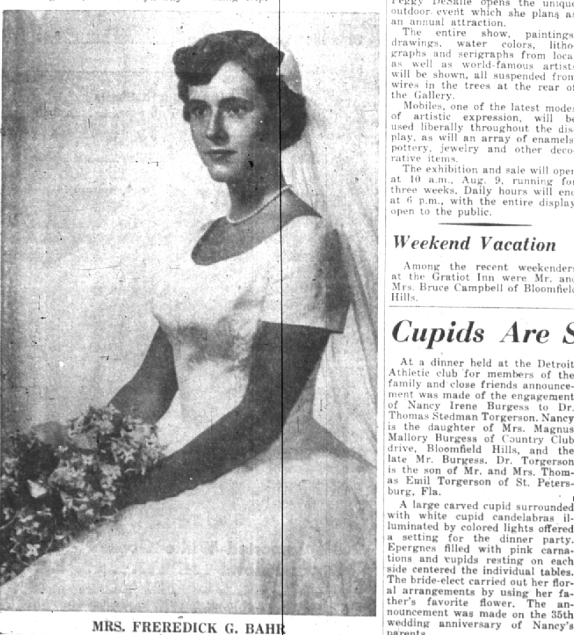 MRS. FREREDICK G. BAHR
Peggy DeSalle opens the unique
outdoor event which she plans as
an annual attraction.
The entire show, paintings,
drawings, water colors, litho-
graphs and serigraphs from local
as well as world-famous artists
will be shown, all suspended from
wires in the trees at the rear of
the Gallery.
Mobiles, one of the latest modes
of artistic expression, will be
used liberally throughout the dis-
play, as will an array of enamels,
pottery, jewelry and other deco-
rative items.
The exhibition and sale will open
at 10 a.m., Aug. 9, running for
three weeks. Daily hours will end
at 6 p.m., with the entire display
open to the public.
Weekend Vacation
Among the recent weekenders
at the Gratiot Inn were Mr. and
Mrs. Bruce Campbell of Bloomfield
Hills.
Cupids Are S
At a dinner held at the Detroit
Athletic club for members of the
family and close friends announce-
ment was made of the engagement
of Nancy Irene Burgess to Dr.
Thomas Stedman Torgerson. Nancy
is the daughter of Mrs. Magnus
Mallory Burgess of Country Club
drive, Bloomfield Hills, and the
late Mr. Burgess. Dr. Torgerson
is the son of Mr. and Mrs. Thom-
as Emil Torgerson of St. Peters-
burg, Fla.
A large carved cupid surrounded
with white cupid candelabras il-
luminated by colored lights offered
a setting for the dinner party.
Epergnes filled with pink carna-
tions and cupids resting on each
side centered the individual tables.
The bride-elect carried out her flor-
al arrangements by using her fa-
ther's favorite flower. The an-
nouncement was made on the 35th
wedding anniversary of Nancy's
parents.